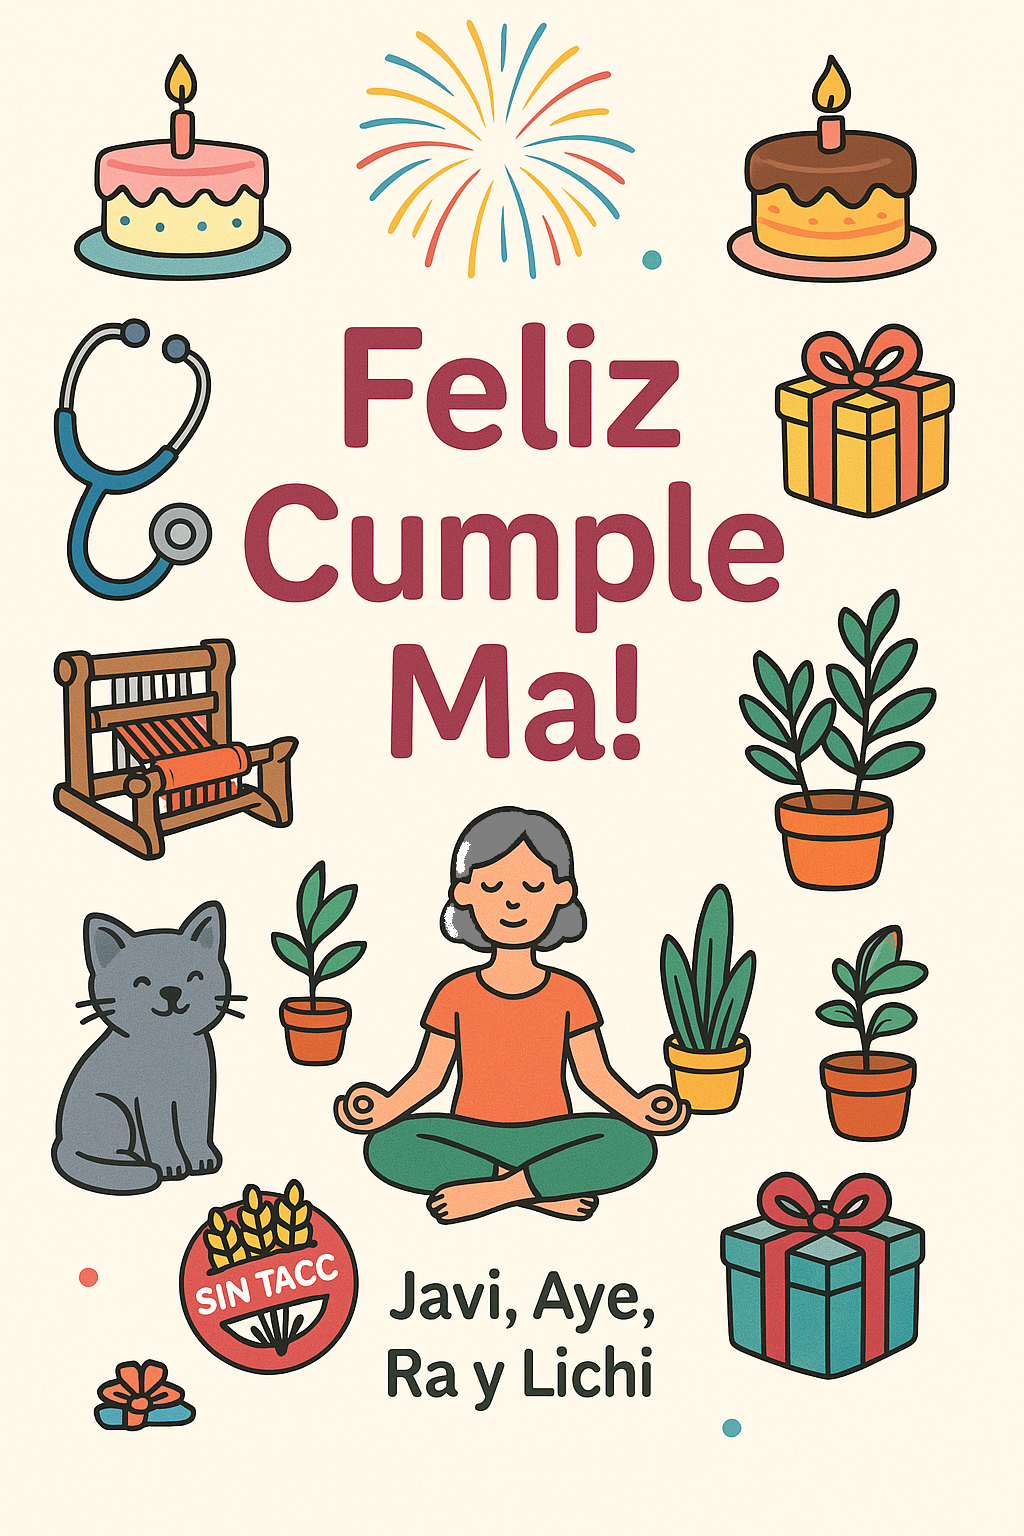 Feliz
Cumple
Ma!
SIN TACC
Javi, Aye,
Ra y Lichi